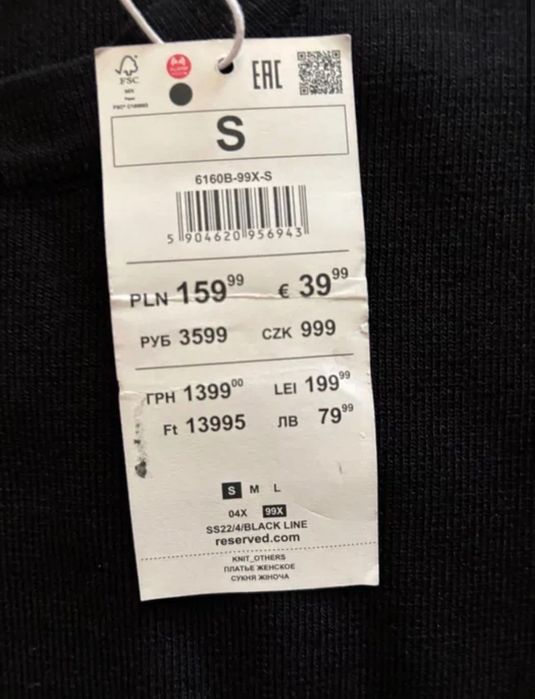 FSC
MIX
EAC
S
6160B-99X-S
5 904620 956943
PLN 159⁹⁹ € 39⁹⁹
РУБ 3599 CZK 999
ГРН 1399⁰⁰ LEI 199⁹⁹
Ft 13995 ЛВ 79⁹⁹
S M L
04X 99X
SS22/4/BLACK LINE
reserved.com
KNIT_OTHERS
ПЛАТЬЕ ЖЕНСКОЕ
СУКНЯ ЖІНОЧА